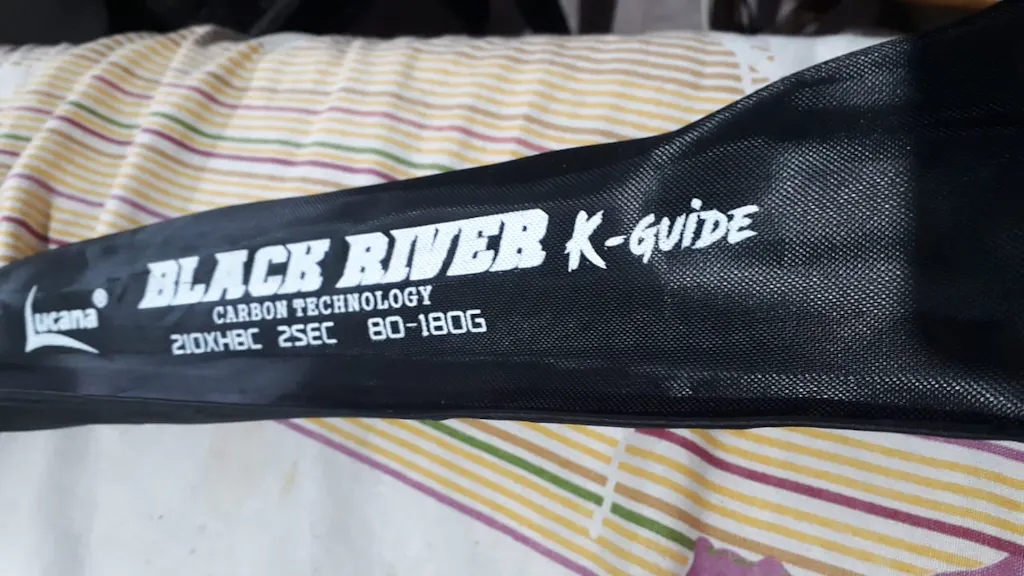 Lucana®
BLACK RIVER K-GUIDE
CARBON TECHNOLOGY
210XHBC 2SEC 80-180G